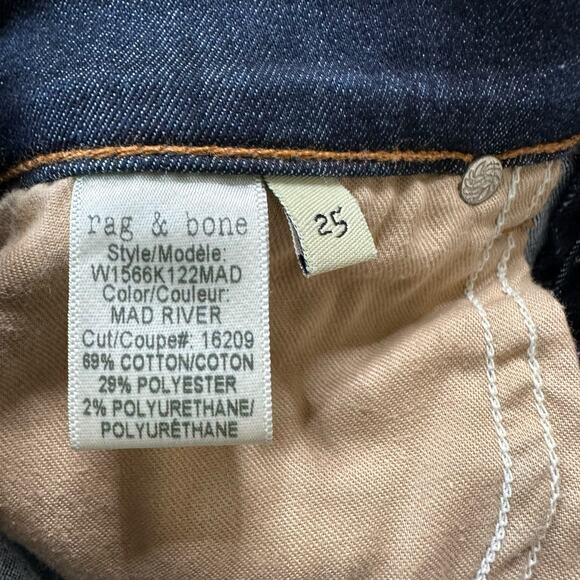 rag & bone
Style/Modèle:
W1566K122MAD
Color/Couleur:
MAD RIVER
Cut/Coupe#: 16209
69% COTTON/COTON
29% POLYESTER
2% POLYURETHANE/
POLYURÉTHANE
25